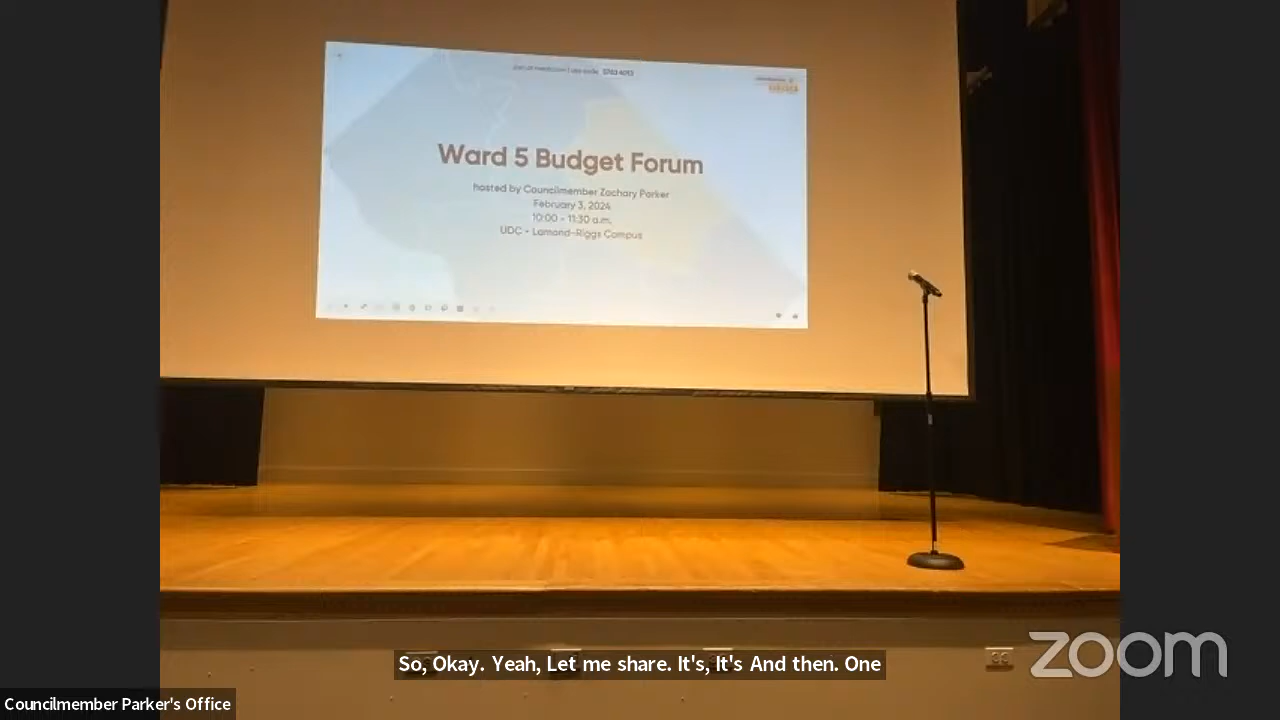 Ward 5 Budget Forum
hosted by Councilmember Zachary Parker
February 3, 2024
10:00 - 11:30 a.m.
UDC - Lamond-Riggs Campus
So, Okay. Yeah, Let me share. It's, It's And then. One
zoom
Councilmember Parker's Office